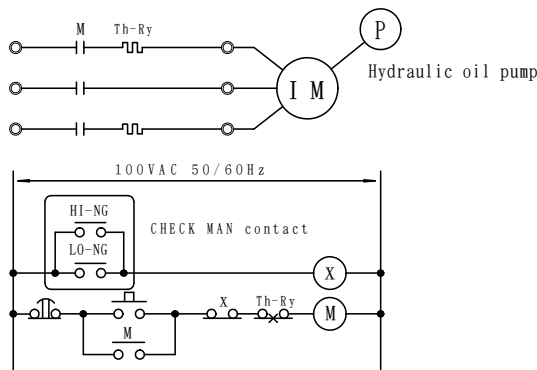 M Th-Ry P
Hydraulic oil pump
I M
100VAC 50/60Hz
HI-NG
CHECK MAN contact
LO-NG
X
X Th-Ry
M
M